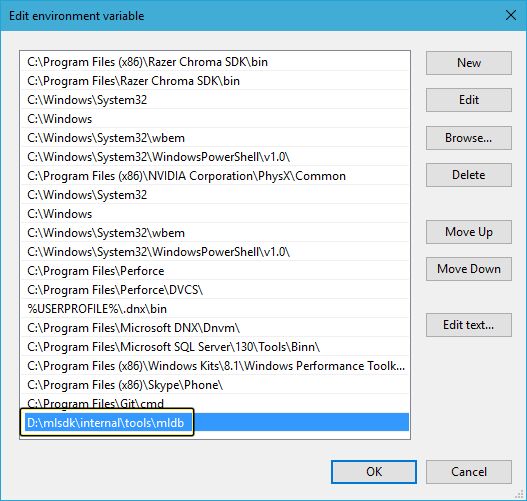 Edit environment variable
C:\Program Files (x86)\Razer Chroma SDK\bin
C:\Program Files\Razer Chroma SDK\bin
C:\Windows\System32
C:\Windows
C:\Windows\System32\wbem
C:\Windows\System32\WindowsPowerShell\v1.0\
C:\Program Files (x86)\NVIDIA Corporation\PhysX\Common
C:\Windows\System32
C:\Windows
C:\Windows\System32\wbem
C:\Windows\System32\WindowsPowerShell\v1.0\
C:\Program Files\Perforce
C:\Program Files\Perforce\DVCS\
%USERPROFILE%\.dnx\bin
C:\Program Files\Microsoft DNX\Dnvm\
C:\Program Files\Microsoft SQL Server\130\Tools\Binn\
C:\Program Files (x86)\Windows Kits\8.1\Windows Performance Toolk...
C:\Program Files (x86)\Skype\Phone\
C:\Program Files\Git\cmd
D:\mlsdk\internal\tools\mldb
New
Edit
Browse...
Delete
Move Up
Move Down
Edit text...
OK
Cancel